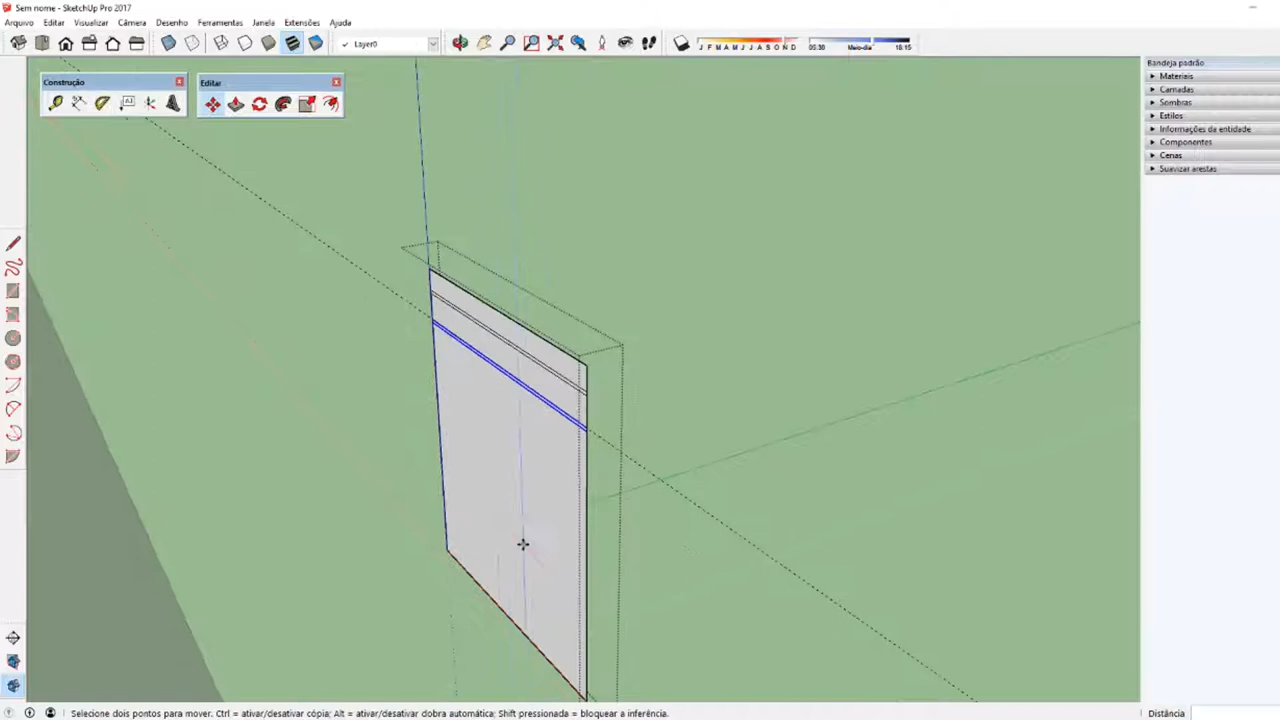 Sem nome - SketchUp Pro 2017
Arquivo Editar Visualizar Câmera Desenho Ferramentas Janela Extensões Ajuda
✓ Layer0
J F M A M J J A S O N D
05:30 Meio-dia 18:15
Construção
Editar
Bandeja padrão
Materiais
Camadas
Sombras
Estilos
Informações da entidade
Componentes
Cenas
Suavizar arestas
Selecione dois pontos para mover. Ctrl = ativar/desativar cópia; Alt = ativar/desativar dobra automática; Shift pressionada = bloquear a inferência.
Distância